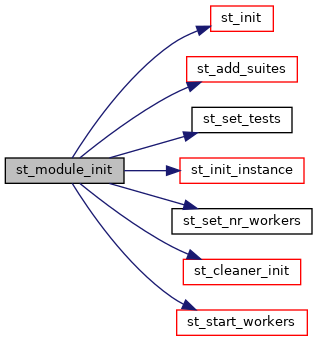 st_init
st_add_suites
st_set_tests
st_module_init
st_init_instance
st_set_nr_workers
st_cleaner_init
st_start_workers